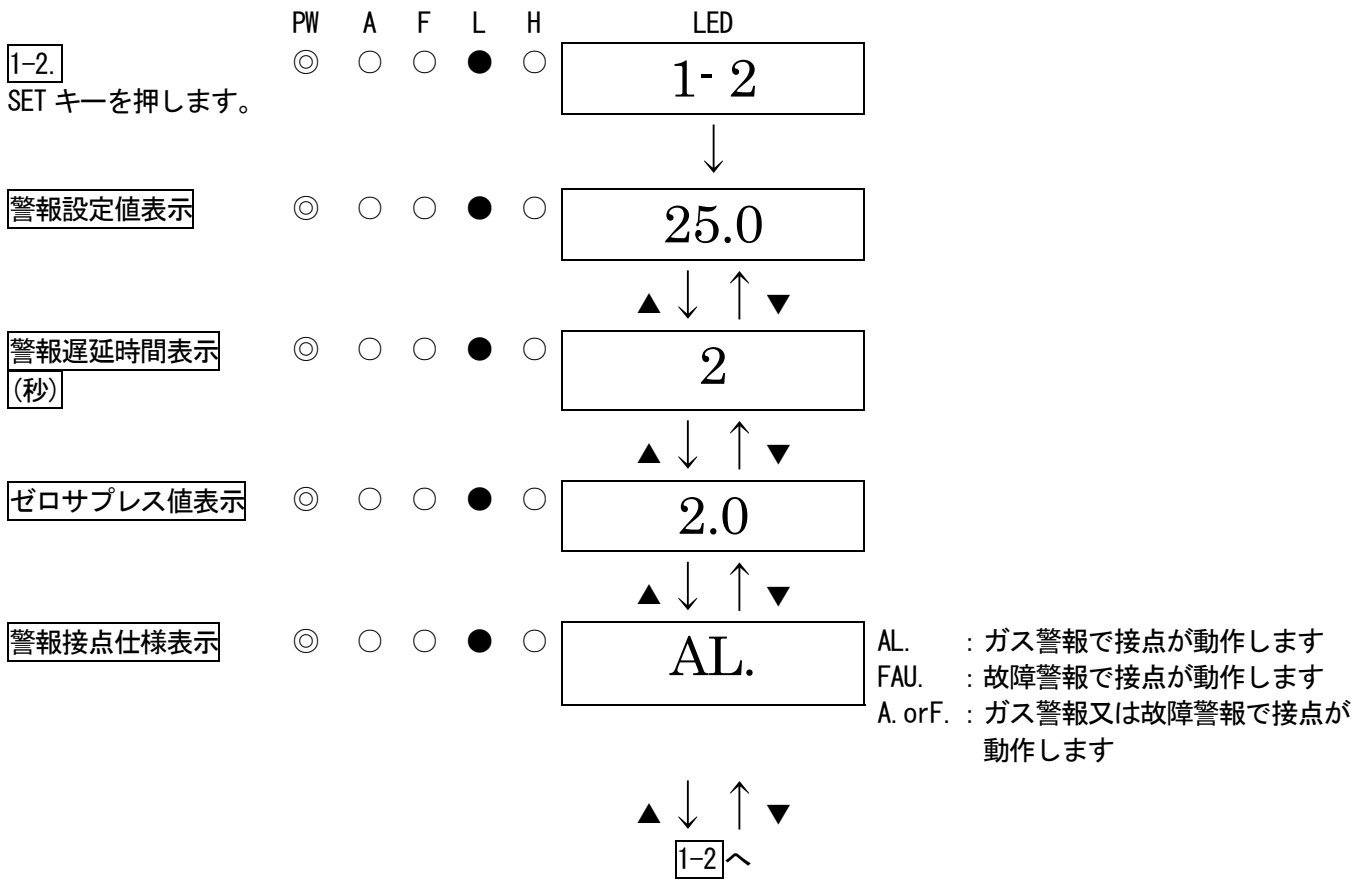 PW A F L H LED
1-2. ◎ ○ ○ ● ○ 1- 2
SET キーを押します。
↓
警報設定値表示 ◎ ○ ○ ● ○ 25.0
▲ ↓ ↑ ▼
警報遅延時間表示 ◎ ○ ○ ● ○ 2
(秒)
▲ ↓ ↑ ▼
ゼロサプレス値表示 ◎ ○ ○ ● ○ 2.0
▲ ↓ ↑ ▼
警報接点仕様表示 ◎ ○ ○ ● ○ AL. AL. : ガス警報で接点が動作します
FAU. : 故障警報で接点が動作します
A.orF. : ガス警報又は故障警報で接点が
動作します
▲ ↓ ↑ ▼
1-2へ